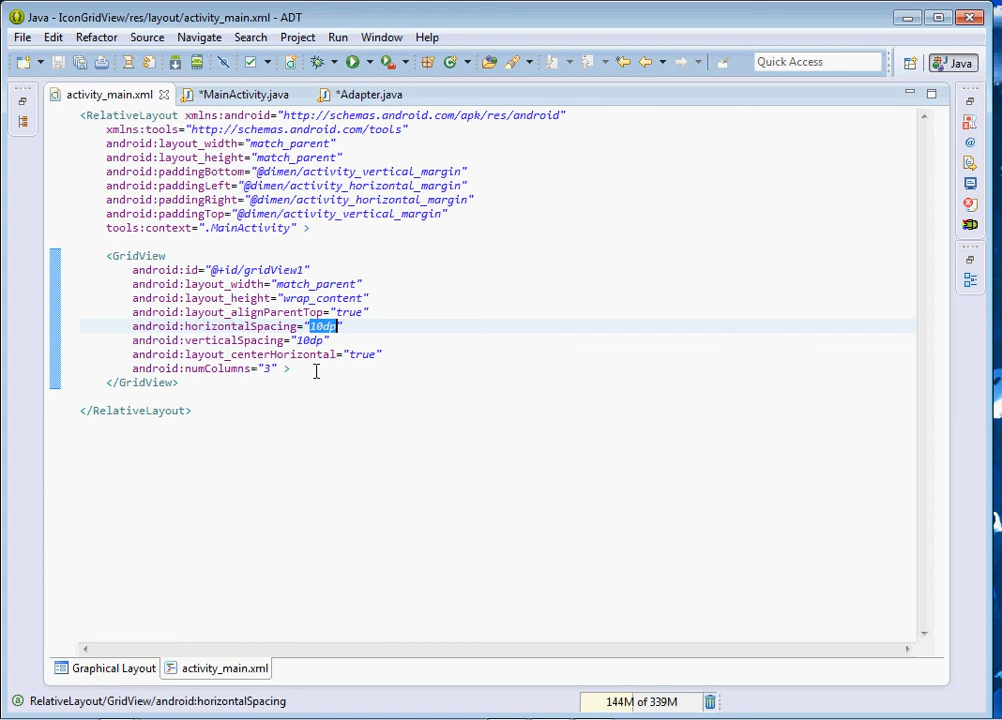 Java - IconGridView/res/layout/activity_main.xml - ADT
File Edit Refactor Source Navigate Search Project Run Window Help
Quick Access
Java
activity_main.xml *MainActivity.java *Adapter.java
<RelativeLayout xmlns:android="http://schemas.android.com/apk/res/android"
xmlns:tools="http://schemas.android.com/tools"
android:layout_width="match_parent"
android:layout_height="match_parent"
android:paddingBottom="@dimen/activity_vertical_margin"
android:paddingLeft="@dimen/activity_horizontal_margin"
android:paddingRight="@dimen/activity_horizontal_margin"
android:paddingTop="@dimen/activity_vertical_margin"
tools:context=".MainActivity" >
<GridView
android:id="@+id/gridView1"
android:layout_width="match_parent"
android:layout_height="wrap_content"
android:layout_alignParentTop="true"
android:horizontalSpacing="10dp"
android:verticalSpacing="10dp"
android:layout_centerHorizontal="true"
android:numColumns="3" >
</GridView>
</RelativeLayout>
Graphical Layout activity_main.xml
RelativeLayout/GridView/android:horizontalSpacing 144M of 339M